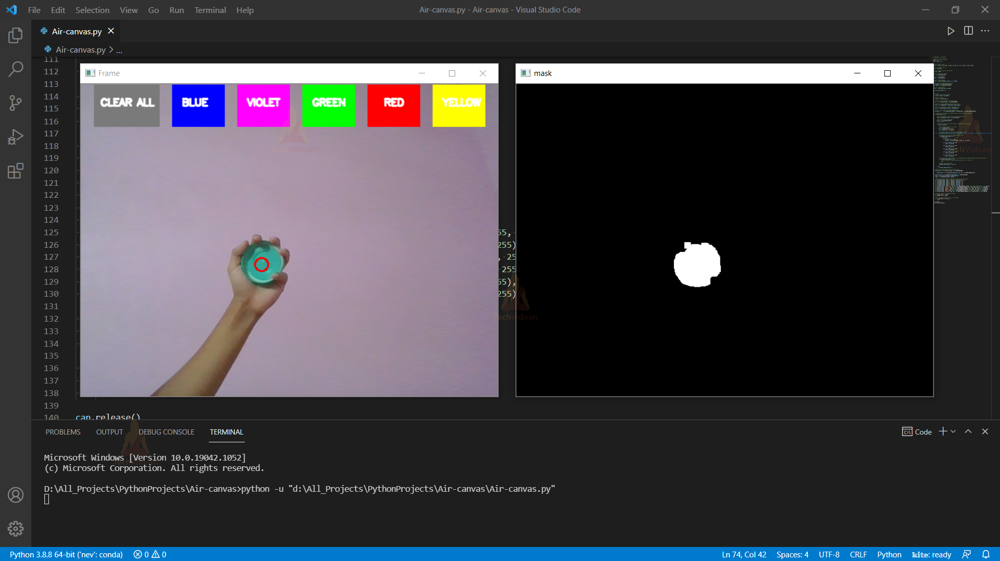 File Edit Selection View Go Run Terminal Help
Air-canvas.py - Air-canvas - Visual Studio Code
Air-canvas.py
Air-canvas.py > ...
111
112
113
114
115
116
117
118
119
120
121
122
123
124
125
126
127
128
129
130
131
132
133
134
135
136
137
138
139
140 cap.release()
Frame
CLEAR ALL BLUE VIOLET GREEN RED YELLOW
mask
55,
255)
, 25
255
55),
255)
TechVidvan
TechVidvan
PROBLEMS OUTPUT DEBUG CONSOLE TERMINAL
Code
Microsoft Windows [Version 10.0.19042.1052]
(c) Microsoft Corporation. All rights reserved.
D:\All_Projects\PythonProjects\Air-canvas>python -u "d:\All_Projects\PythonProjects\Air-canvas\Air-canvas.py"
Python 3.8.8 64-bit ('nev': conda) 0 0
Ln 74, Col 42 Spaces: 4 UTF-8 CRLF Python kite: ready